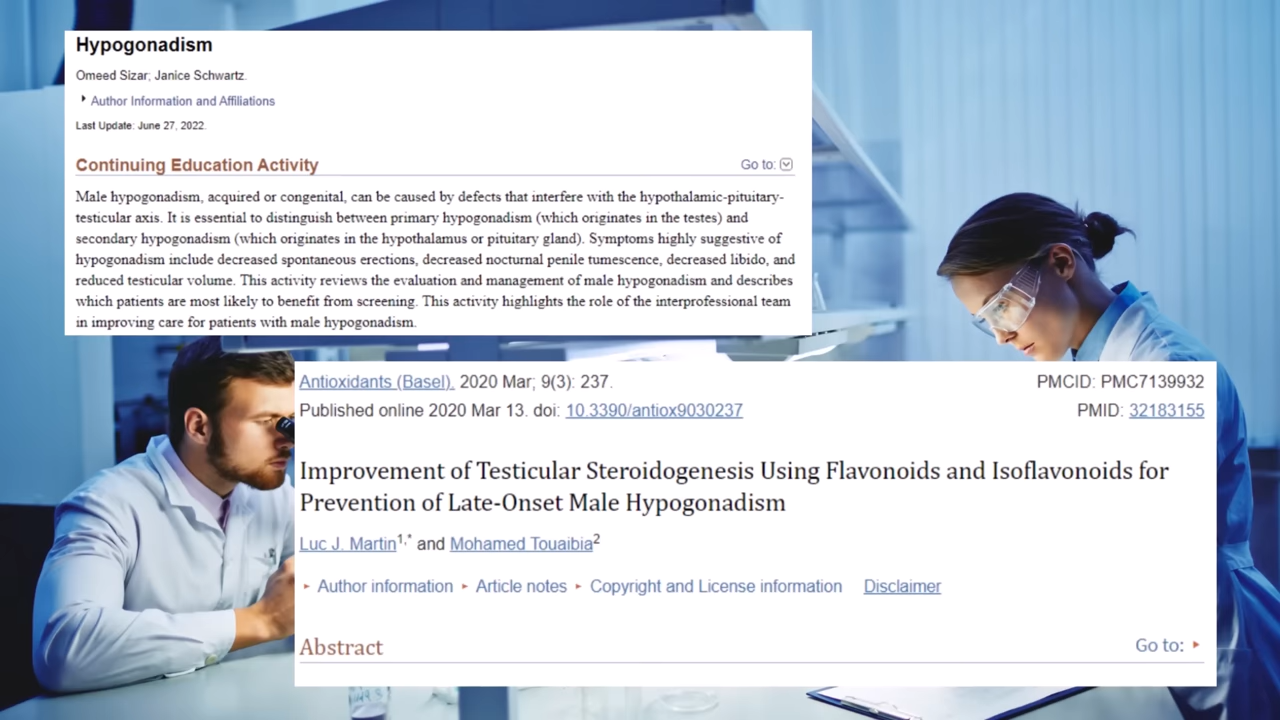 Hypogonadism
Omeed Sizar; Janice Schwartz.
Author Information and Affiliations
Last Update: June 27, 2022.
Continuing Education Activity
Go to:
Male hypogonadism, acquired or congenital, can be caused by defects that interfere with the hypothalamic-pituitary-
testicular axis. It is essential to distinguish between primary hypogonadism (which originates in the testes) and
secondary hypogonadism (which originates in the hypothalamus or pituitary gland). Symptoms highly suggestive of
hypogonadism include decreased spontaneous erections, decreased nocturnal penile tumescence, decreased libido, and
reduced testicular volume. This activity reviews the evaluation and management of male hypogonadism and describes
which patients are most likely to benefit from screening. This activity highlights the role of the interprofessional team
in improving care for patients with male hypogonadism.
Antioxidants (Basel). 2020 Mar; 9(3): 237.
PMCID: PMC7139932
Published online 2020 Mar 13. doi: 10.3390/antiox9030237
PMID: 32183155
Improvement of Testicular Steroidogenesis Using Flavonoids and Isoflavonoids for
Prevention of Late-Onset Male Hypogonadism
Luc J. Martin1,* and Mohamed Touaibia2
Author information Article notes Copyright and License information Disclaimer
Abstract
Go to: